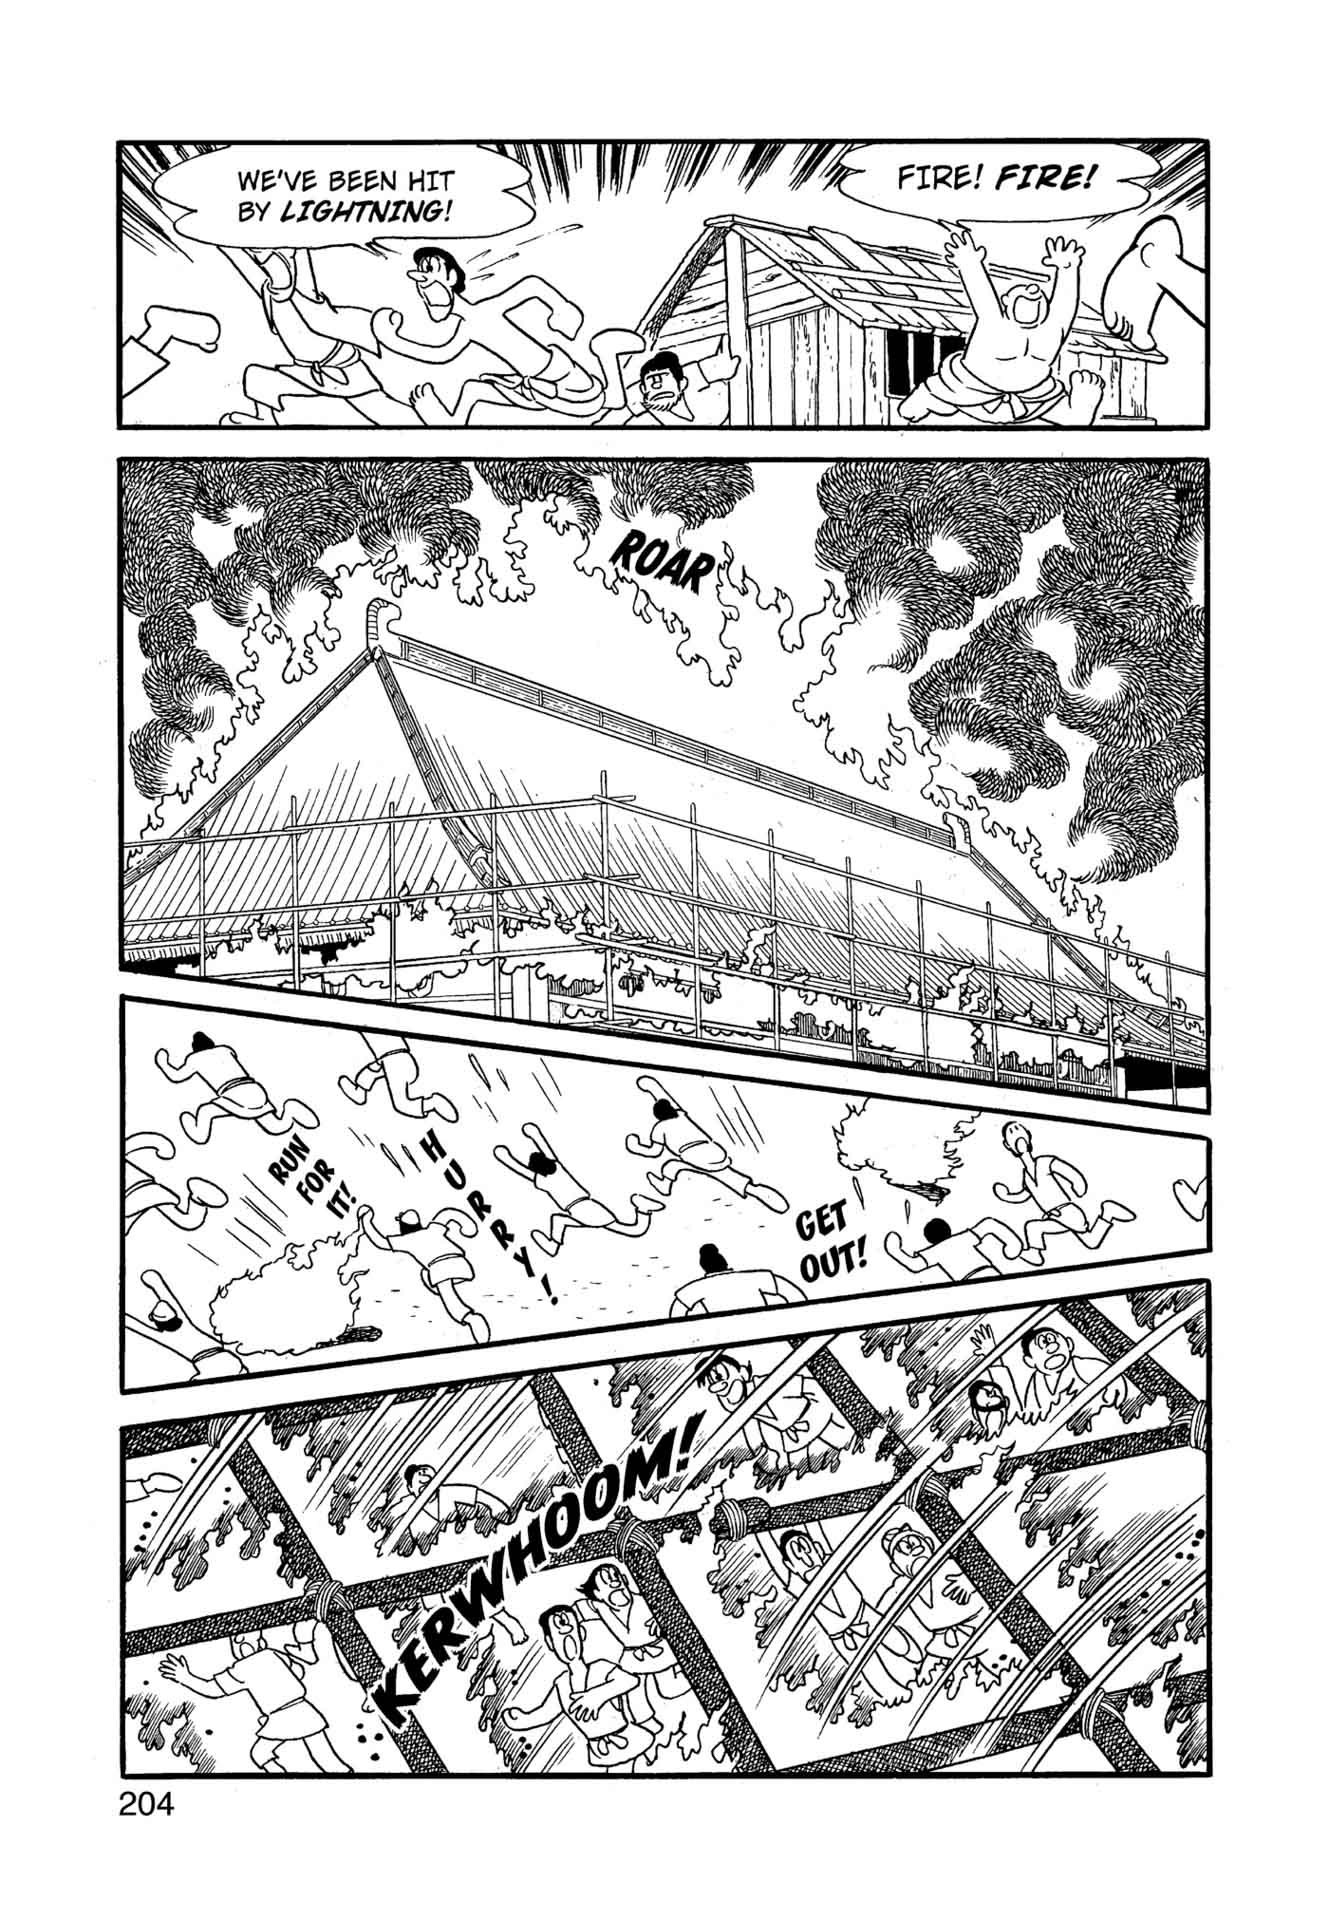 WE'VE BEEN HIT
BY LIGHTNING!
FIRE! FIRE!
ROAR
RUN
FOR
IT!
HURRY!
GET
OUT!
KERWHOOM!
204